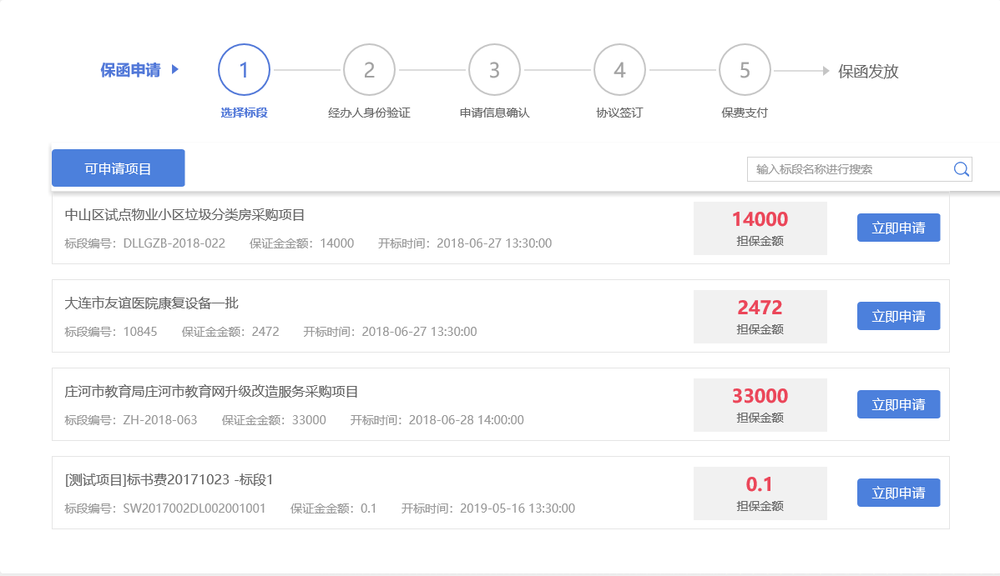 保函申请
1
2
3
4
5
保函发放
选择标段
经办人身份验证
申请信息确认
协议签订
保费支付
可申请项目
输入标段名称进行搜索
中山区试点物业小区垃圾分类房采购项目
标段编号：DLLGZB-2018-022 保证金金额：14000 开标时间：2018-06-27 13:30:00
14000
担保金额
立即申请
大连市友谊医院康复设备一批
标段编号：10845 保证金金额：2472 开标时间：2018-06-27 13:30:00
2472
担保金额
立即申请
庄河市教育局庄河市教育网升级改造服务采购项目
标段编号：ZH-2018-063 保证金金额：33000 开标时间：2018-06-28 14:00:00
33000
担保金额
立即申请
[测试项目]标书费20171023 -标段1
标段编号：SW2017002DL002001001 保证金金额：0.1 开标时间：2019-05-16 13:30:00
0.1
担保金额
立即申请